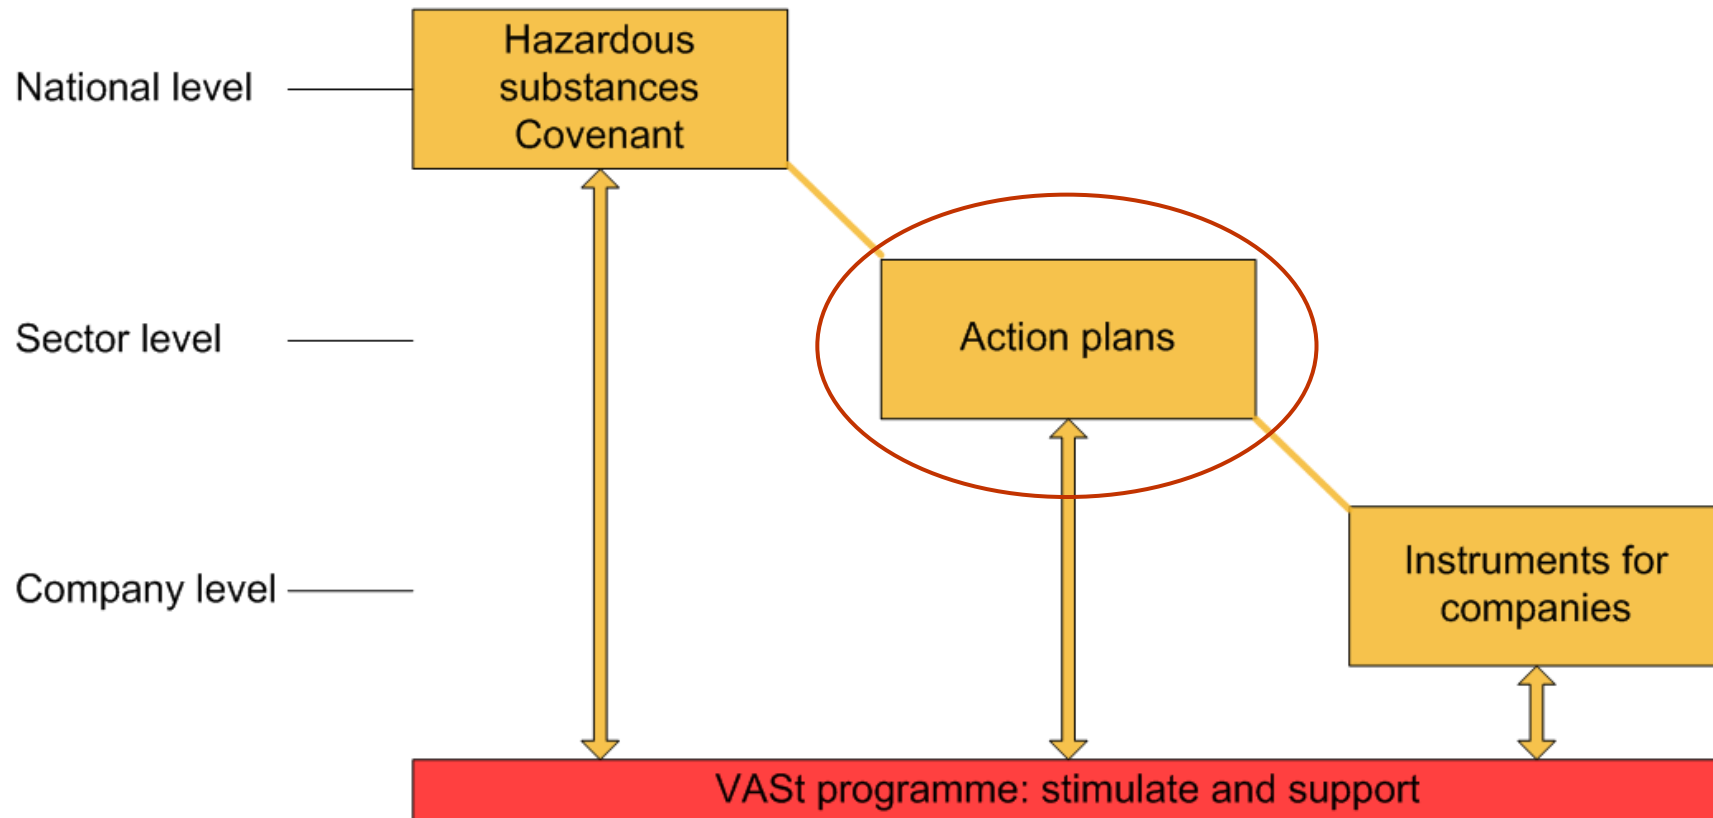 National level
Hazardous
substances
Covenant
Sector level
Action plans
Company level
Instruments for
companies
VASt programme: stimulate and support